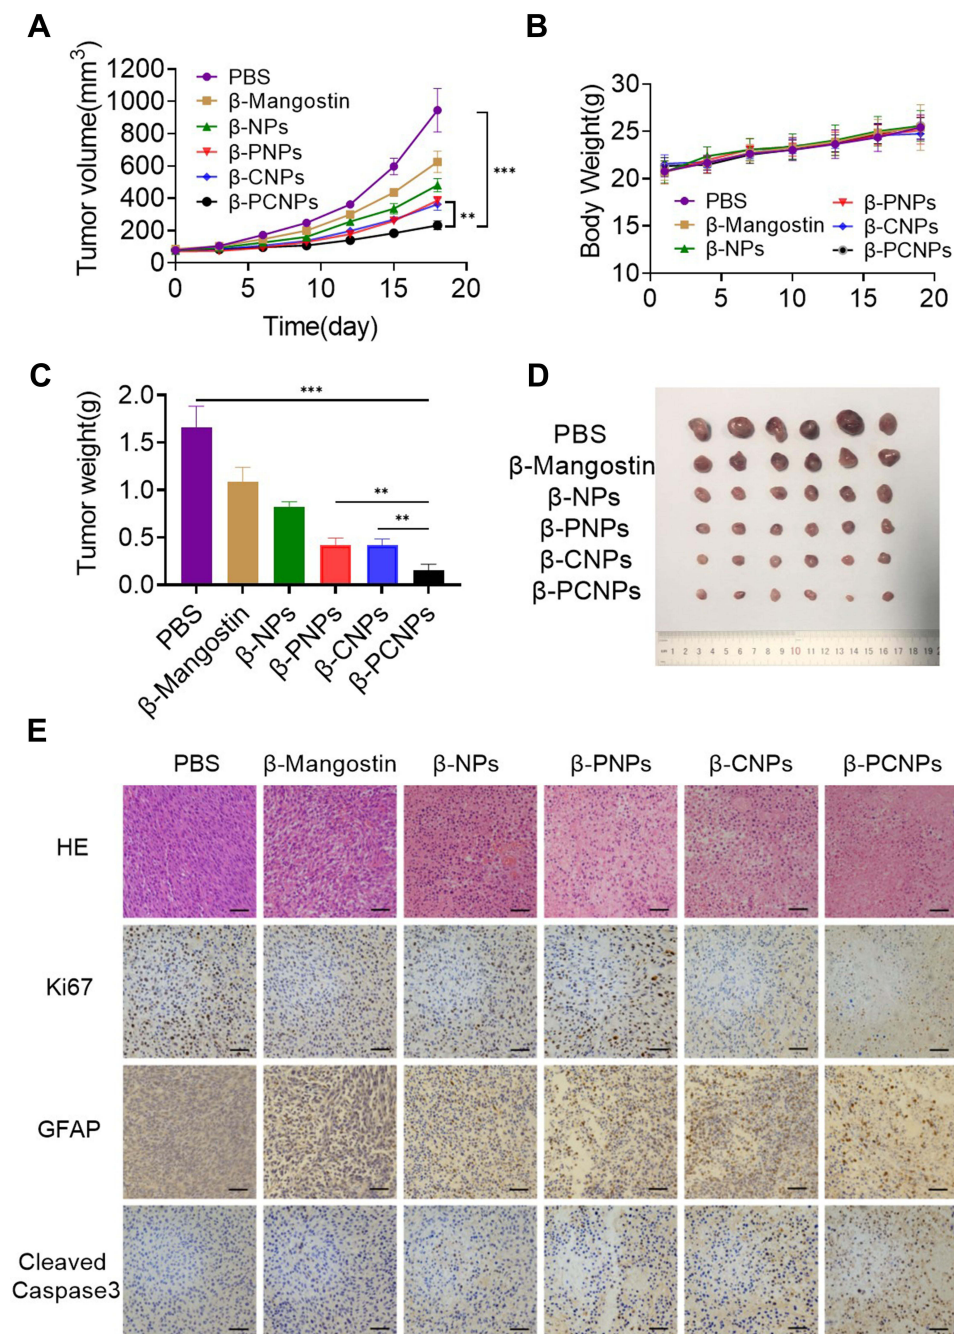 A
Tumor volume(mm³)
1200
1000
800
600
400
200
0
PBS
β-Mangostin
β-NPs
β-PNPs
β-CNPs
β-PCNPs
***
**
0 5 10 15 20
Time(day)
B
Body Weight(g)
30
25
20
15
10
PBS
β-Mangostin
β-NPs
β-PNPs
β-CNPs
β-PCNPs
0 5 10 15 20
C
Tumor weight(g)
2.0
1.5
1.0
0.5
0.0
***
**
**
PBS
β-Mangostin
β-NPs
β-PNPs
β-CNPs
β-PCNPs
D
PBS
β-Mangostin
β-NPs
β-PNPs
β-CNPs
β-PCNPs
1 2 3 4 5 6 7 8 9 10 11 12 13 14 15 16 17 18 19
E
PBS β-Mangostin β-NPs β-PNPs β-CNPs β-PCNPs
HE
Ki67
GFAP
Cleaved
Caspase3